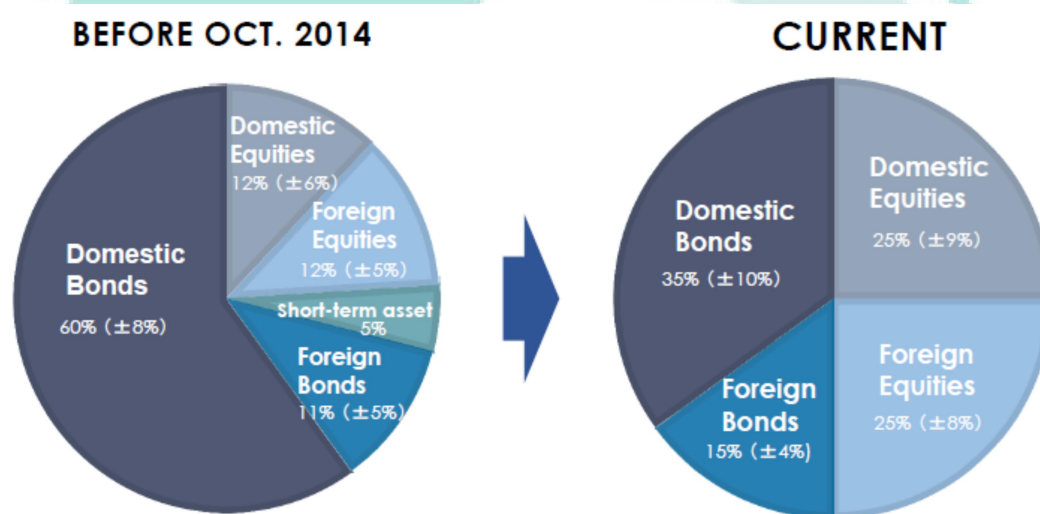 BEFORE OCT. 2014
Domestic
Equities
12% (±6%)
Foreign
Equities
12% (±5%)
Short-term asset
5%
Foreign
Bonds
11% (±5%)
Domestic
Bonds
60% (±8%)
CURRENT
Domestic
Equities
25% (±9%)
Foreign
Equities
25% (±8%)
Foreign
Bonds
15% (±4%)
Domestic
Bonds
35% (±10%)